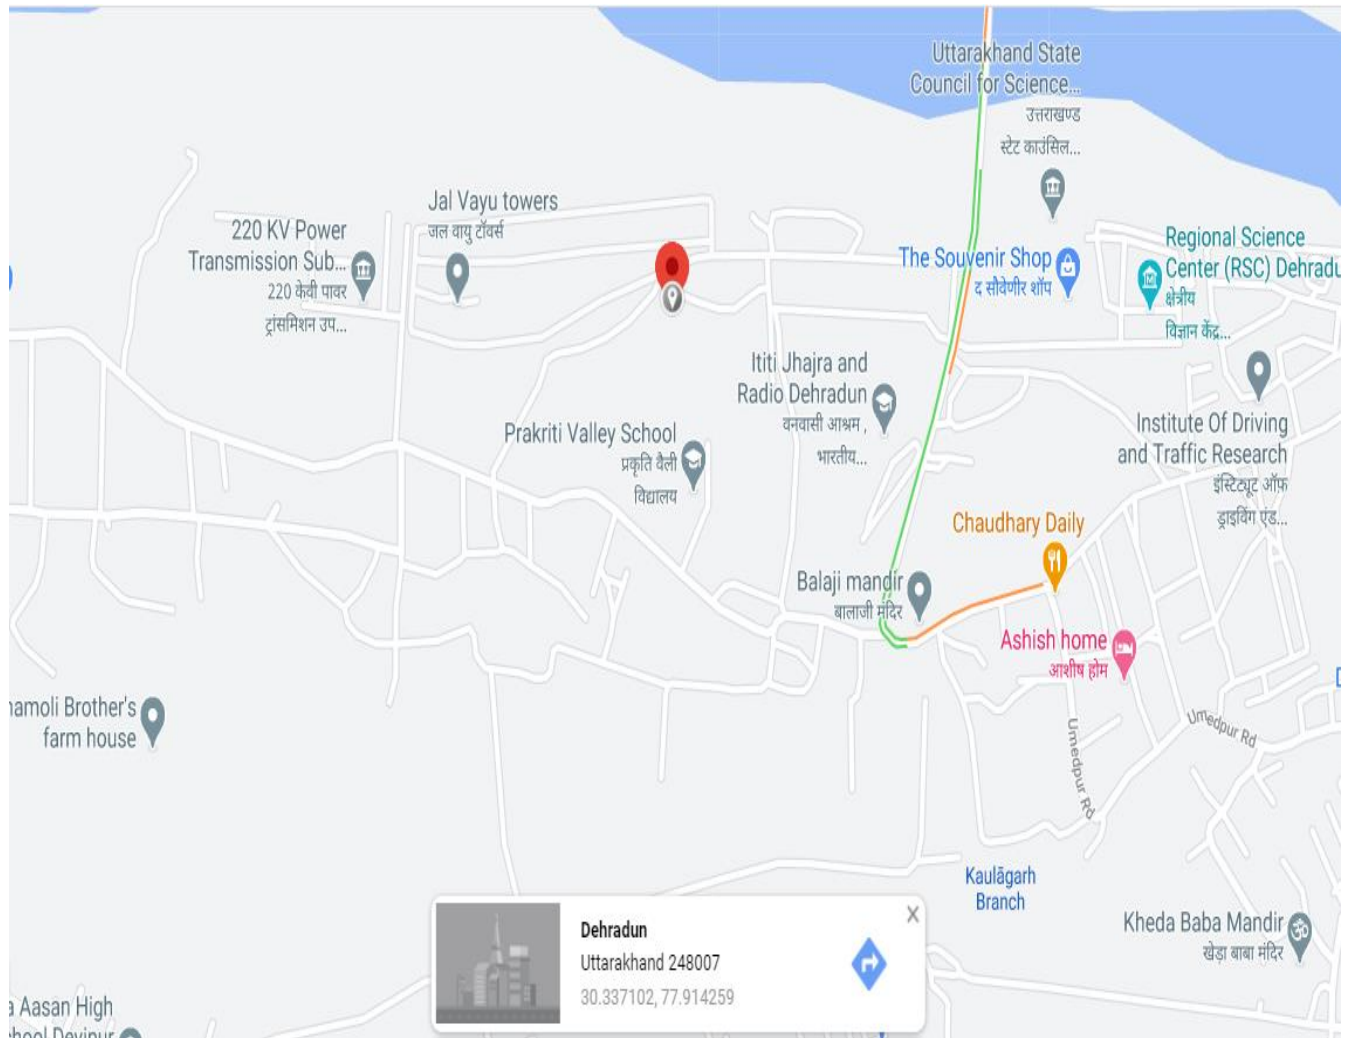 Uttarakhand State
Council for Science...
उत्तराखण्ड
स्टेट काउंसिल...
Jal Vayu towers
जल वायु टॉवर्स
220 KV Power
Transmission Sub...
220 केवी पावर
ट्रांसमिशन उप...
The Souvenir Shop
द सौवेणीर शॉप
Regional Science
Center (RSC) Dehradu
क्षेत्रीय
विज्ञान केंद्र...
Ititi Jhajra and
Radio Dehradun
वनवासी आश्रम ,
भारतीय...
Prakriti Valley School
प्रकृति वैली
विद्यालय
Institute Of Driving
and Traffic Research
इंस्टिट्यूट ऑफ़
ड्राइविंग एंड...
Chaudhary Daily
Balaji mandir
बालाजी मंदिर
Ashish home
आशीष होम
amoli Brother's
farm house
Umedpur Rd
Umedpur Rd
Kaulāgarh
Branch
Kheda Baba Mandir
खेड़ा बाबा मंदिर
Dehradun
Uttarakhand 248007
30.337102, 77.914259
a Aasan High